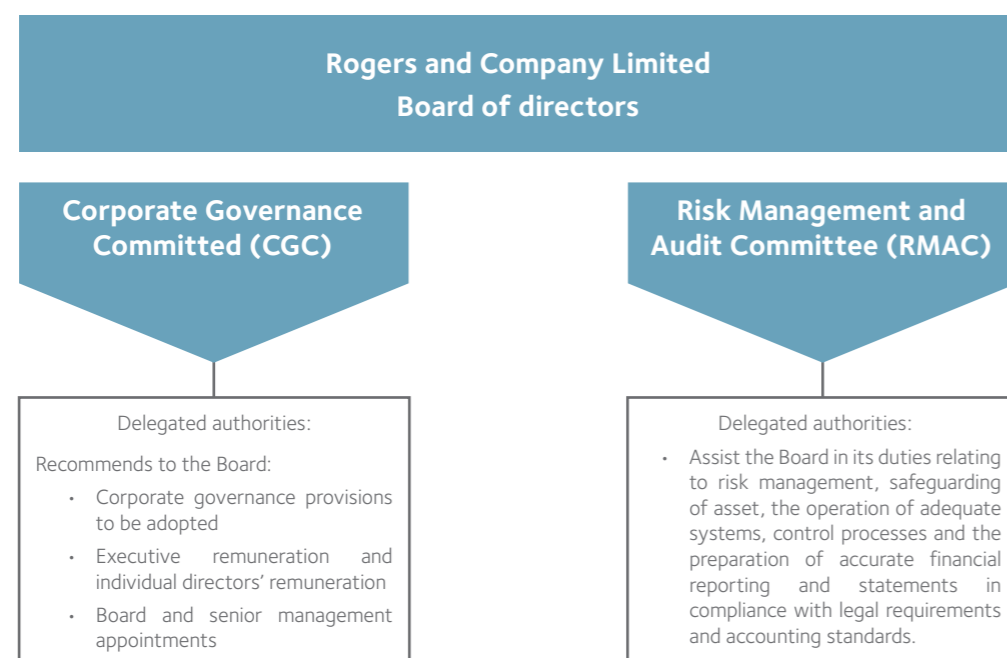 Rogers and Company Limited
Board of directors
Corporate Governance
Committed (CGC)
Delegated authorities:
Recommends to the Board:
• Corporate governance provisions
to be adopted
• Executive remuneration and
individual directors’ remuneration
• Board and senior management
appointments
Risk Management and
Audit Committee (RMAC)
Delegated authorities:
• Assist the Board in its duties relating
to risk management, safeguarding
of asset, the operation of adequate
systems, control processes and the
preparation of accurate financial
reporting and statements in
compliance with legal requirements
and accounting standards.